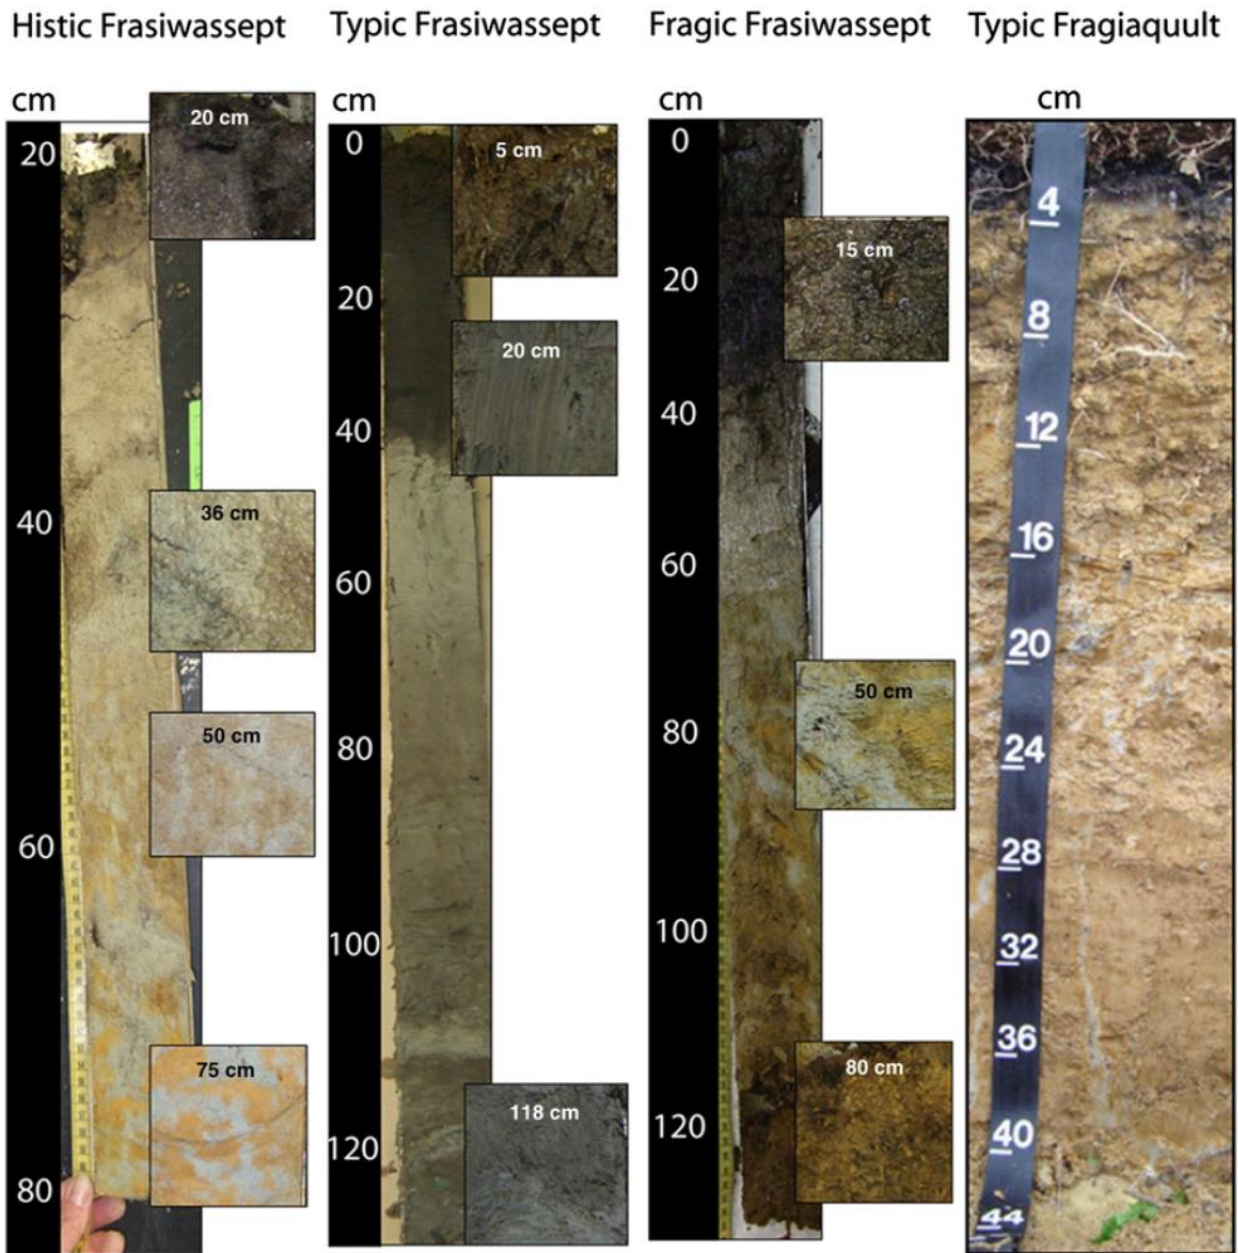 Histic Frasiwassept
Typic Frasiwassept
Fragic Frasiwassept
Typic Fragiaquult
cm
20
40
60
80
20 cm
36 cm
50 cm
75 cm
cm
0
20
40
60
80
100
120
5 cm
20 cm
118 cm
cm
0
20
40
60
80
100
120
15 cm
50 cm
80 cm
cm
4
8
12
16
20
24
28
32
36
40
44